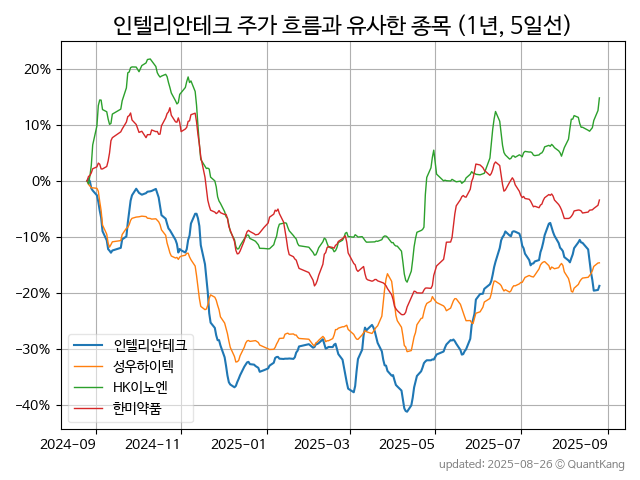 인텔리안테크 주가 흐름과 유사한 종목 (1년, 5일선)
20%
10%
0%
−10%
−20%
−30%
−40%
인텔리안테크
성우하이텍
HK이노엔
한미약품
2024-09 2024-11 2025-01 2025-03 2025-05 2025-07 2025-09
updated: 2025-08-26 ⓒ QuantKang